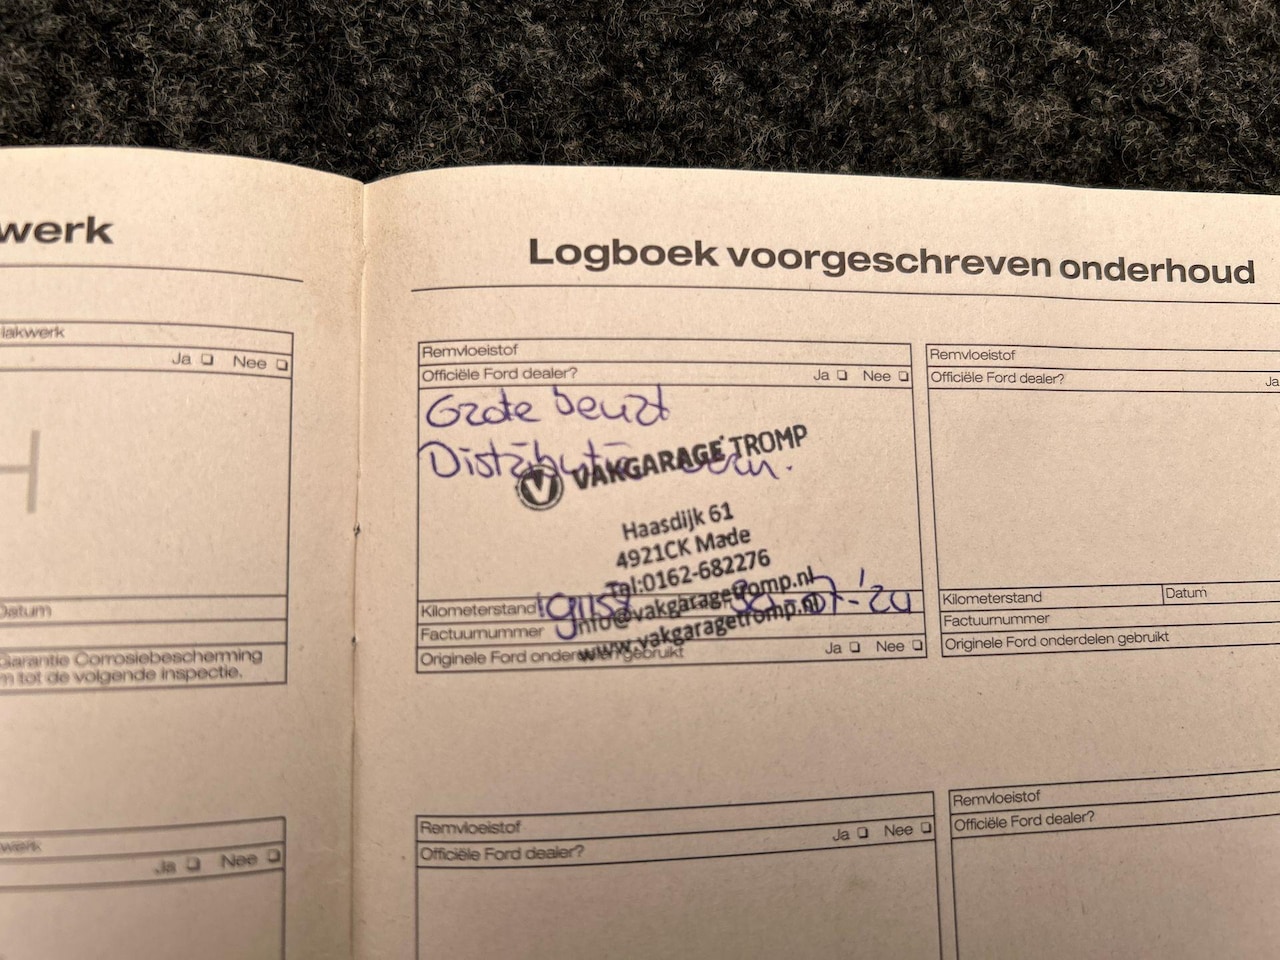 werk
lakwerk
Ja Nee
Datum
Garantie Corrosiebescherming
m tot de volgende inspectie.
werk
Ja Nee
Logboek voorgeschreven onderhoud
Remvloeistof
Officiële Ford dealer? Ja Nee
Grote beurt
Distributie
VAKGARAGE TROMP
Haasdijk 61
4921CK Made
Tel:0162-682276
info@vakgaragetromp.nl
www.vakgaragetromp.nl
Kilometerstand
Factuurnummer
Originele Ford onderdelen gebruikt Ja Nee
Remvloeistof
Officiële Ford dealer? Ja
Kilometerstand Datum
Factuurnummer
Originele Ford onderdelen gebruikt
Remvloeistof
Officiële Ford dealer? Ja Nee
Remvloeistof
Officiële Ford dealer?